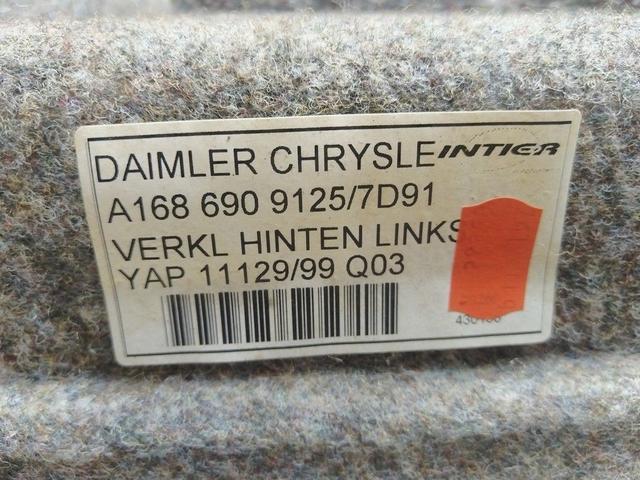 DAIMLER CHRYSLE INTIER
A168 690 9125/7D91
VERKL HINTEN LINKS
YAP 11129/99 Q03